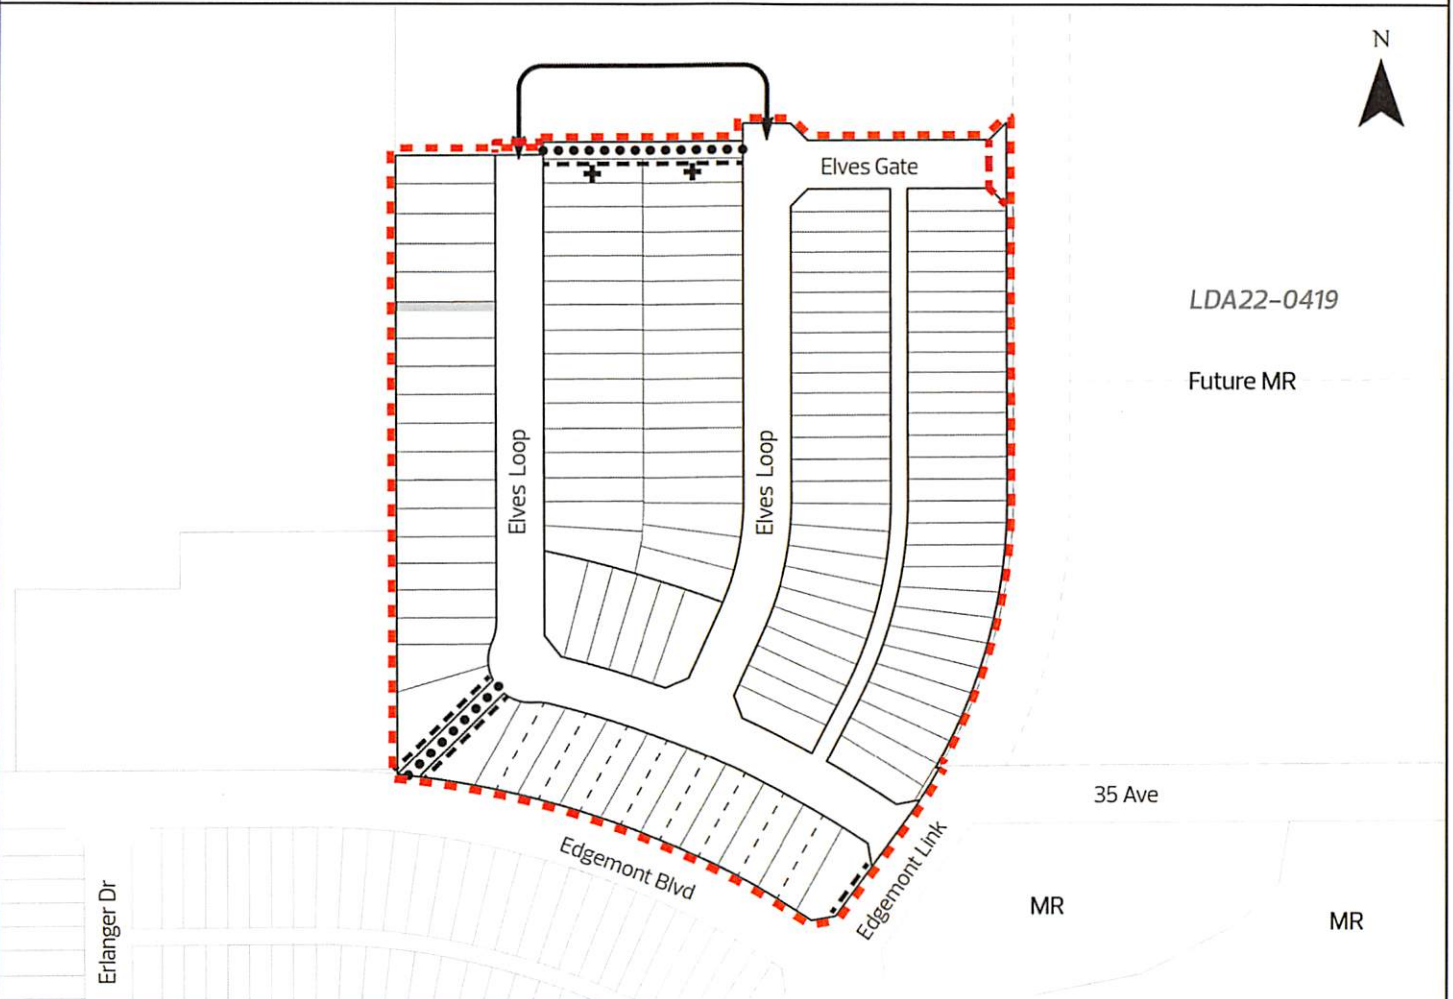 N
Elves Gate
LDA22-0419
Future MR
Elves Loop
Elves Loop
35 Ave
Edgemont Blvd
Edgemont Link
Erlanger Dr
MR
MR